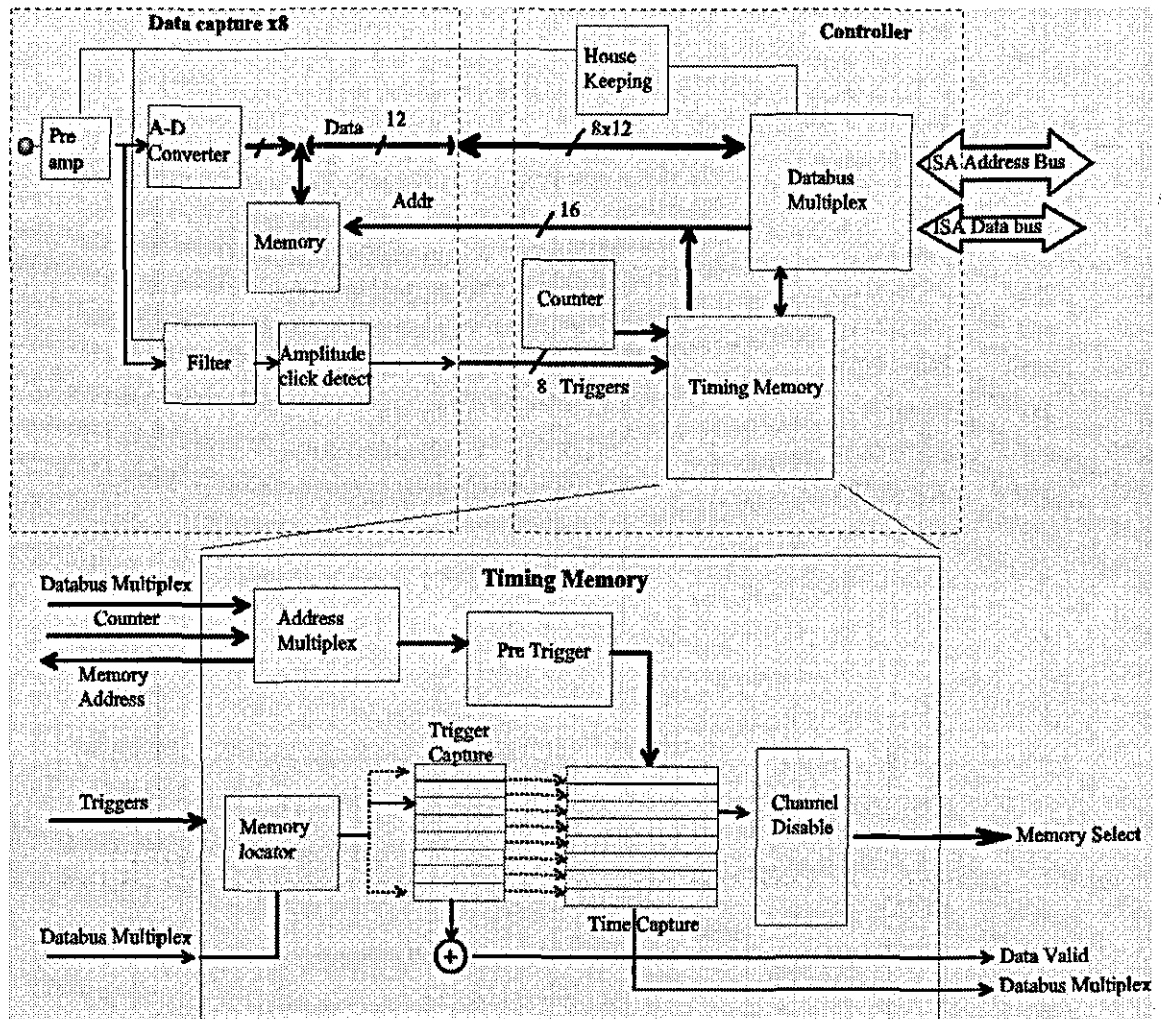 Data capture x8
Controller
House
Keeping
Pre
amp
A-D
Converter
Data
12
8x12
Databus
Multiplex
ISA Address Bus
ISA Data bus
Addr
16
Memory
Counter
Filter
Amplitude
click detect
8 Triggers
Timing Memory
Timing Memory
Databus Multiplex
Counter
Memory
Address
Address
Multiplex
Pre Trigger
Trigger
Capture
Triggers
Memory
locator
Channel
Disable
Memory Select
Time Capture
Databus Multiplex
+
Data Valid
Databus Multiplex